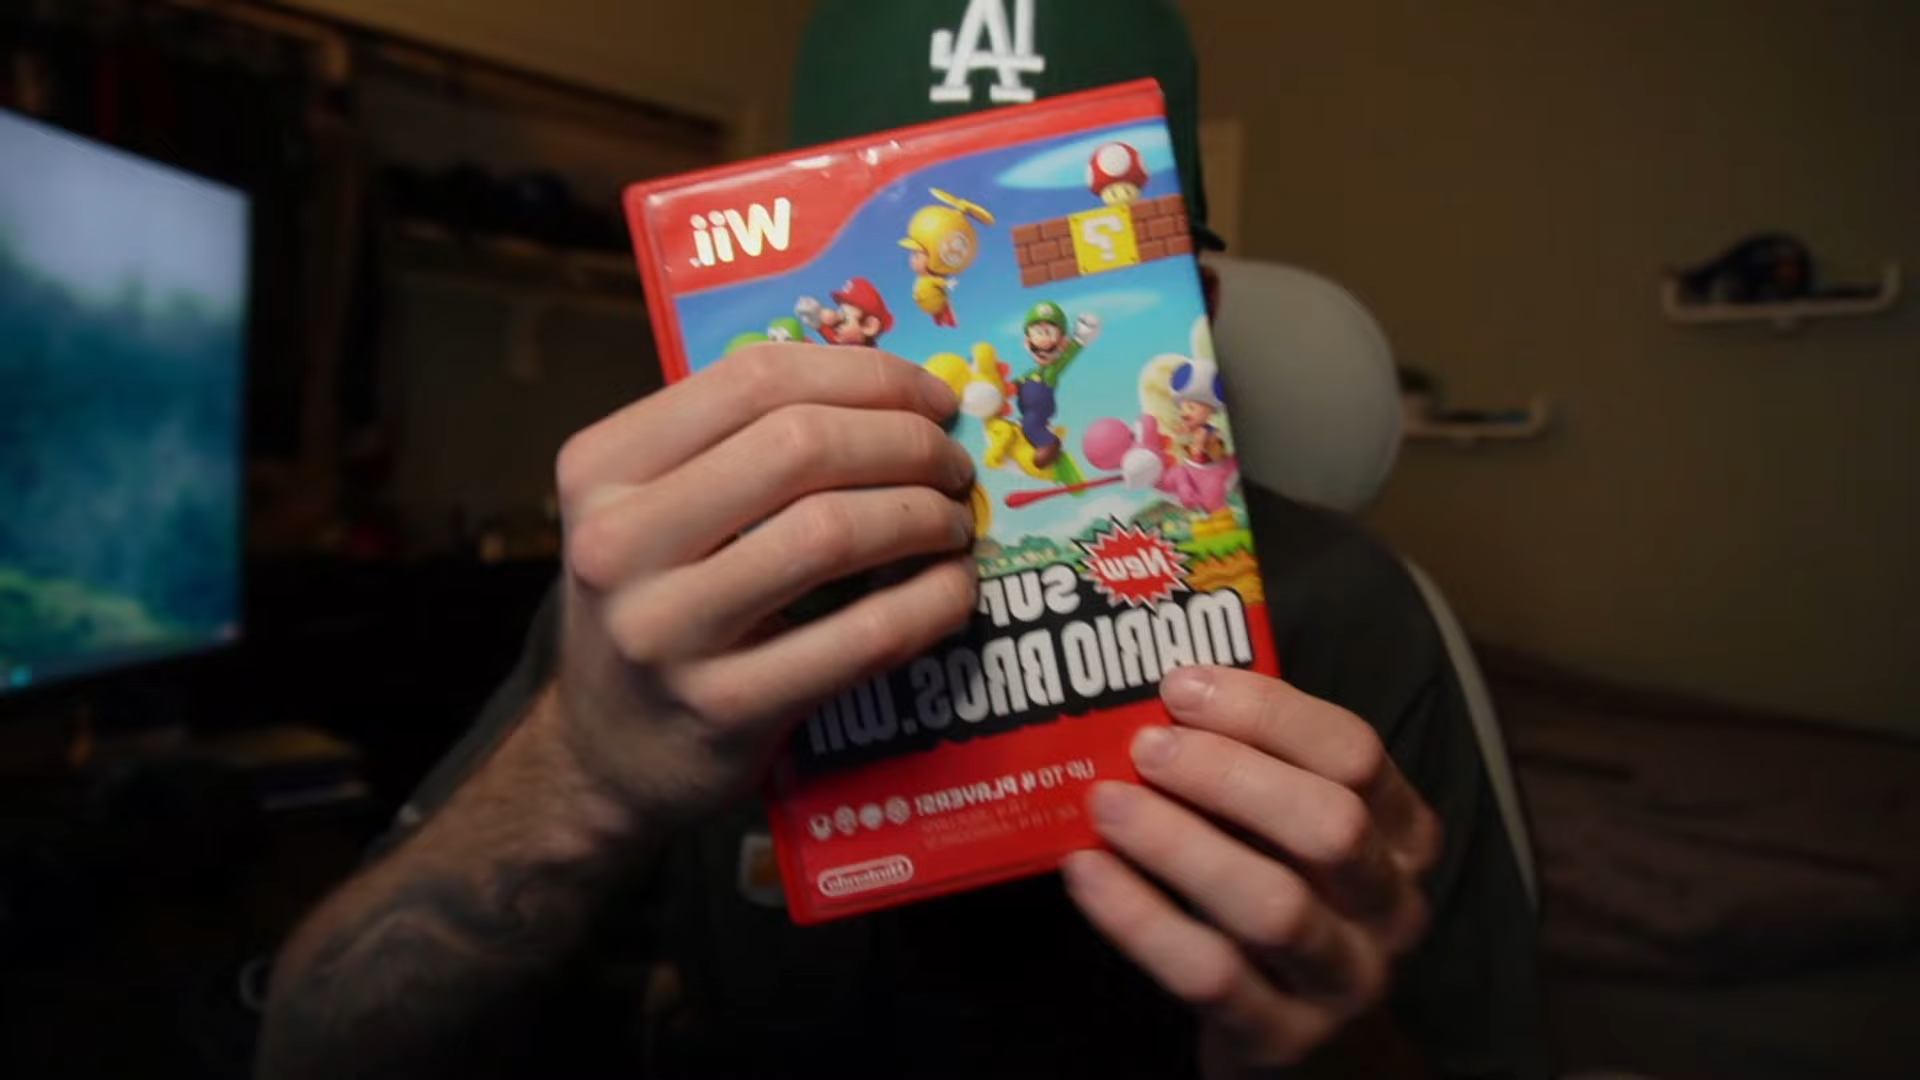 LA
Wii
?
New
SUP
MARIO BROS. Wii
UP TO 4 PLAYERS!
Nintendo